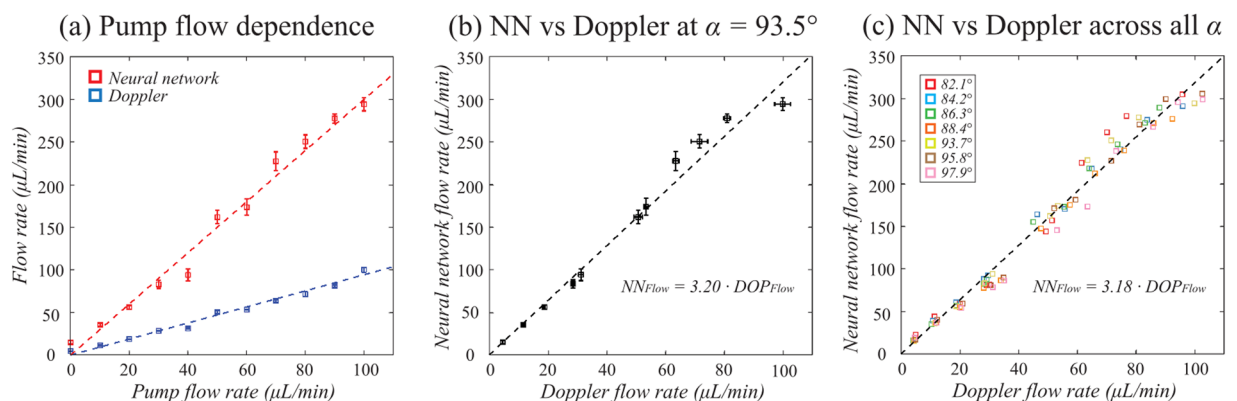 (a) Pump flow dependence
350
300
250
200
150
100
50
0
Flow rate (μL/min)
Neural network
Doppler
0 20 40 60 80 100
Pump flow rate (μL/min)
(b) NN vs Doppler at α = 93.5°
350
300
250
200
150
100
50
0
Neural network flow rate (μL/min)
NNFlow = 3.20 · DOPFlow
0 20 40 60 80 100
Doppler flow rate (μL/min)
(c) NN vs Doppler across all α
350
300
250
200
150
100
50
0
Neural network flow rate (μL/min)
82.1°
84.2°
86.3°
88.4°
93.7°
95.8°
97.9°
NNFlow = 3.18 · DOPFlow
0 20 40 60 80 100
Doppler flow rate (μL/min)